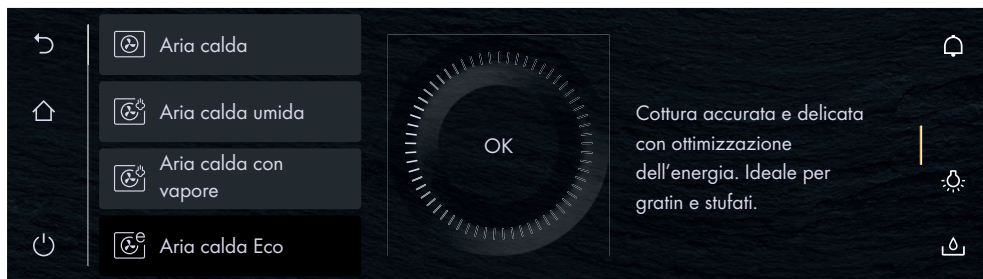 Aria calda
Aria calda umida
Aria calda con
vapore
e
Aria calda Eco
OK
Cottura accurata e delicata
con ottimizzazione
dell'energia. Ideale per
gratin e stufati.